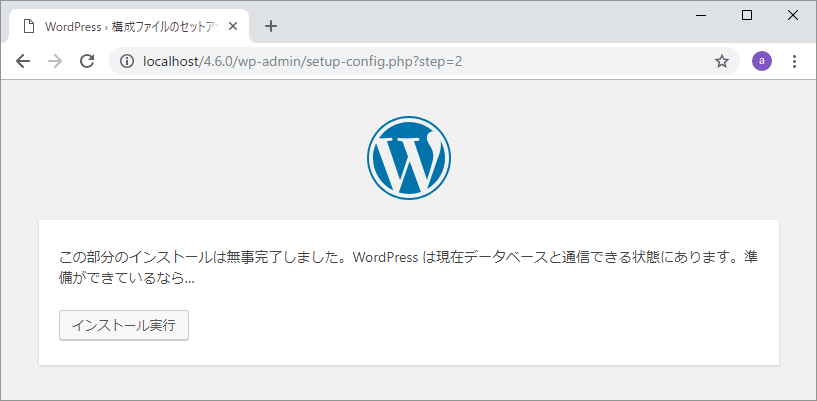 WordPress › 構成ファイルのセットアッ
localhost/4.6.0/wp-admin/setup-config.php?step=2
a
この部分のインストールは無事完了しました。WordPress は現在データベースと通信できる状態にあります。準
備ができているなら…
インストール実行